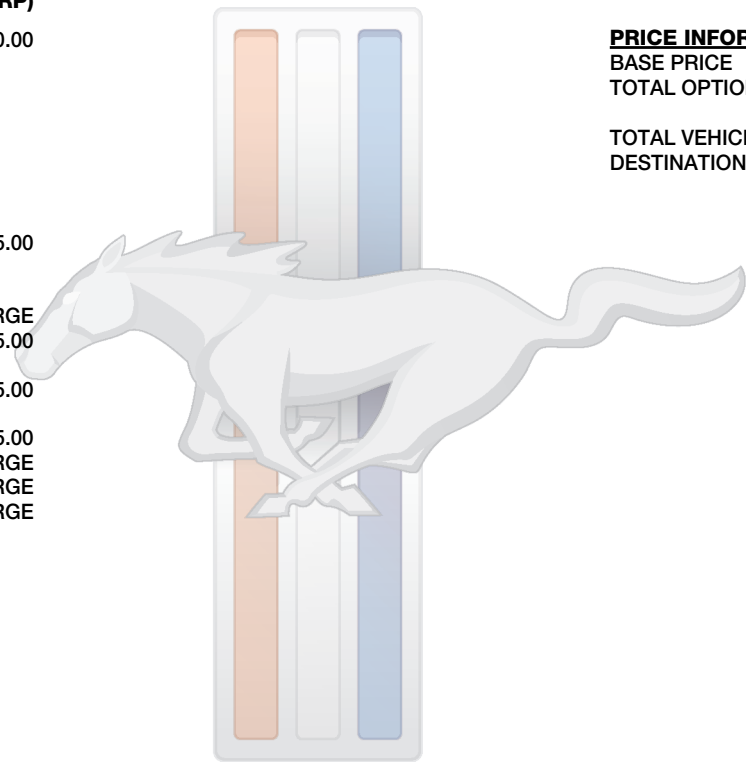 RP)
0.00
5.00
RGE
5.00
5.00
5.00
RGE
RGE
RGE
PRICE INFOR
BASE PRICE
TOTAL OPTIO
TOTAL VEHICL
DESTINATION